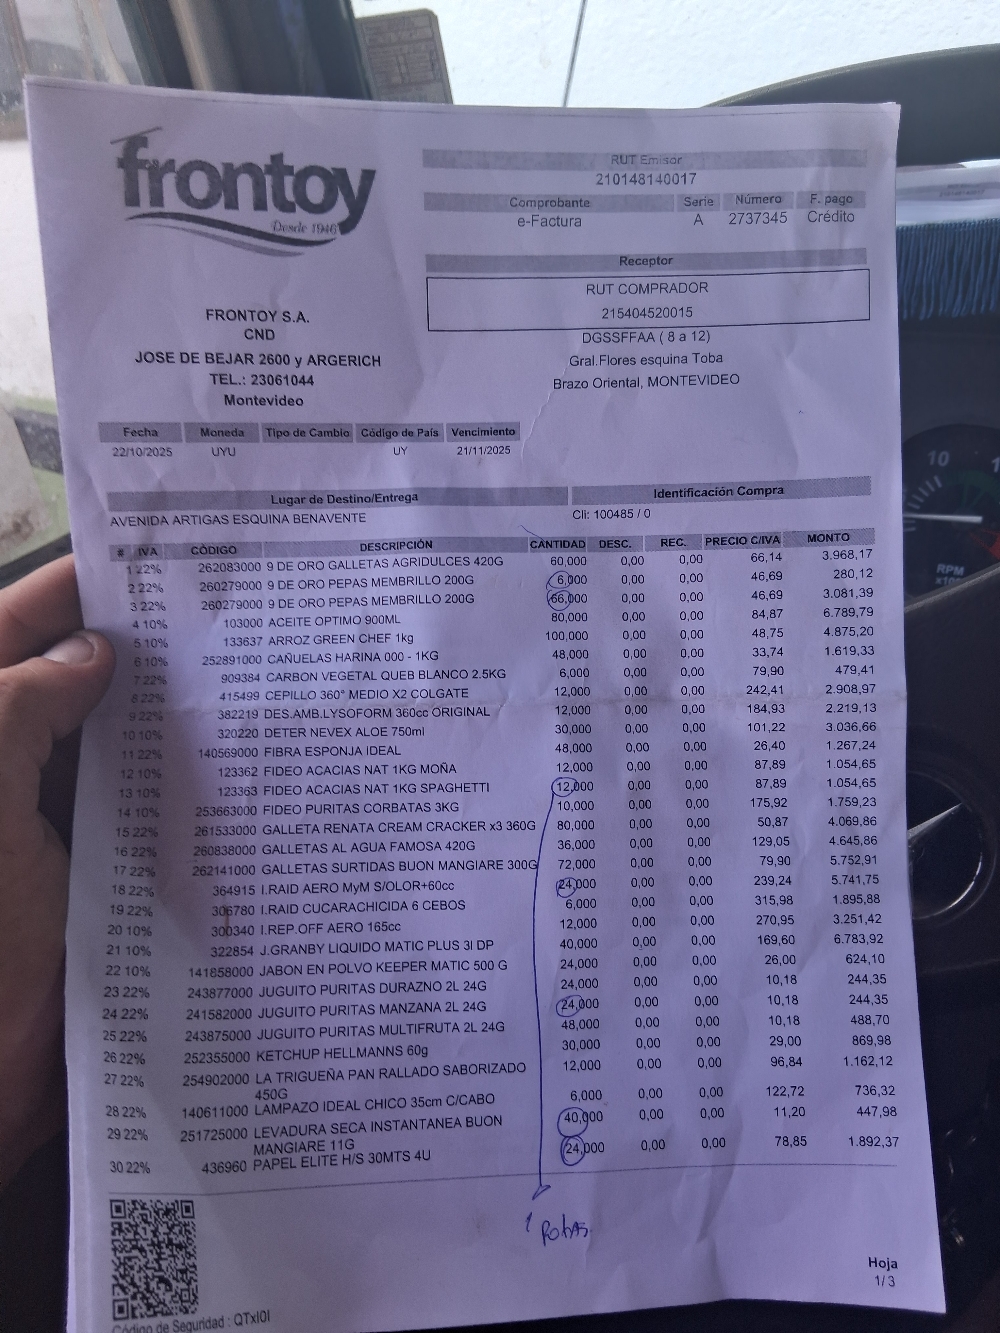 frontoy
Desde 1946
RUT Emisor
210148140017
Comprobante Serie Número F. pago
e-Factura A 2737345 Crédito
Receptor
RUT COMPRADOR
215404520015
DGSSFFAA ( 8 a 12)
Gral.Flores esquina Toba
Brazo Oriental, MONTEVIDEO
FRONTOY S.A.
CND
JOSE DE BEJAR 2600 y ARGERICH
TEL.: 23061044
Montevideo
Fecha Moneda Tipo de Cambio Código de País Vencimiento
22/10/2025 UYU UY 21/11/2025
Lugar de Destino/Entrega Identificación Compra
AVENIDA ARTIGAS ESQUINA BENAVENTE Cli: 100485 / 0
# IVA CÓDIGO DESCRIPCIÓN CANTIDAD DESC. REC. PRECIO C/IVA MONTO
1 22% 262083000 9 DE ORO GALLETAS AGRIDULCES 420G 60,000 0,00 0,00 66,14 3.968,17
2 22% 260279000 9 DE ORO PEPAS MEMBRILLO 200G 6,000 0,00 0,00 46,69 280,12
3 22% 260279000 9 DE ORO PEPAS MEMBRILLO 200G 66,000 0,00 0,00 46,69 3.081,39
4 10% 103000 ACEITE OPTIMO 900ML 80,000 0,00 0,00 84,87 6.789,79
5 10% 133637 ARROZ GREEN CHEF 1kg 100,000 0,00 0,00 48,75 4.875,20
6 10% 252891000 CAÑUELAS HARINA 000 - 1KG 48,000 0,00 0,00 33,74 1.619,33
7 22% 909384 CARBON VEGETAL QUEB BLANCO 2.5KG 6,000 0,00 0,00 79,90 479,41
8 22% 415499 CEPILLO 360° MEDIO X2 COLGATE 12,000 0,00 0,00 242,41 2.908,97
9 22% 382219 DES.AMB.LYSOFORM 360cc ORIGINAL 12,000 0,00 0,00 184,93 2.219,13
10 10% 320220 DETER NEVEX ALOE 750ml 30,000 0,00 0,00 101,22 3.036,66
11 22% 140569000 FIBRA ESPONJA IDEAL 48,000 0,00 0,00 26,40 1.267,24
12 10% 123362 FIDEO ACACIAS NAT 1KG MOÑA 12,000 0,00 0,00 87,89 1.054,65
13 10% 123363 FIDEO ACACIAS NAT 1KG SPAGHETTI 12,000 0,00 0,00 87,89 1.054,65
14 10% 253663000 FIDEO PURITAS CORBATAS 3KG 10,000 0,00 0,00 175,92 1.759,23
15 22% 261533000 GALLETA RENATA CREAM CRACKER x3 360G 80,000 0,00 0,00 50,87 4.069,86
16 22% 260838000 GALLETAS AL AGUA FAMOSA 420G 36,000 0,00 0,00 129,05 4.645,86
17 22% 262141000 GALLETAS SURTIDAS BUON MANGIARE 300G 72,000 0,00 0,00 79,90 5.752,91
18 22% 364915 I.RAID AERO MyM S/OLOR+60cc 24,000 0,00 0,00 239,24 5.741,75
19 22% 306780 I.RAID CUCARACHICIDA 6 CEBOS 6,000 0,00 0,00 315,98 1.895,88
20 10% 300340 I.REP.OFF AERO 165cc 12,000 0,00 0,00 270,95 3.251,42
21 10% 322854 J.GRANBY LIQUIDO MATIC PLUS 3l DP 40,000 0,00 0,00 169,60 6.783,92
22 10% 141858000 JABON EN POLVO KEEPER MATIC 500 G 24,000 0,00 0,00 26,00 624,10
23 22% 243877000 JUGUITO PURITAS DURAZNO 2L 24G 24,000 0,00 0,00 10,18 244,35
24 22% 241582000 JUGUITO PURITAS MANZANA 2L 24G 24,000 0,00 0,00 10,18 244,35
25 22% 243875000 JUGUITO PURITAS MULTIFRUTA 2L 24G 48,000 0,00 0,00 10,18 488,70
26 22% 252355000 KETCHUP HELLMANNS 60g 30,000 0,00 0,00 29,00 869,98
27 22% 254902000 LA TRIGUEÑA PAN RALLADO SABORIZADO 12,000 0,00 0,00 96,84 1.162,12
450G
28 22% 140611000 LAMPAZO IDEAL CHICO 35cm C/CABO 6,000 0,00 0,00 122,72 736,32
29 22% 251725000 LEVADURA SECA INSTANTANEA BUON 40,000 0,00 0,00 11,20 447,98
MANGIARE 11G
30 22% 436960 PAPEL ELITE H/S 30MTS 4U 24,000 0,00 0,00 78,85 1.892,37
Hoja
1/3
Código de Seguridad : QTxI0I
10
RPM